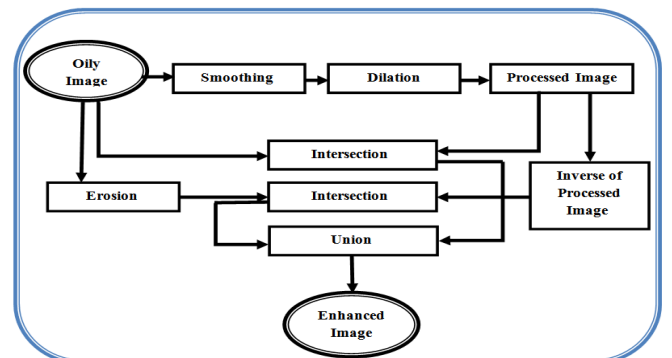 Oily
Image
Smoothing
Dilation
Processed Image
Intersection
Erosion
Intersection
Inverse of
Processed
Image
Union
Enhanced
Image